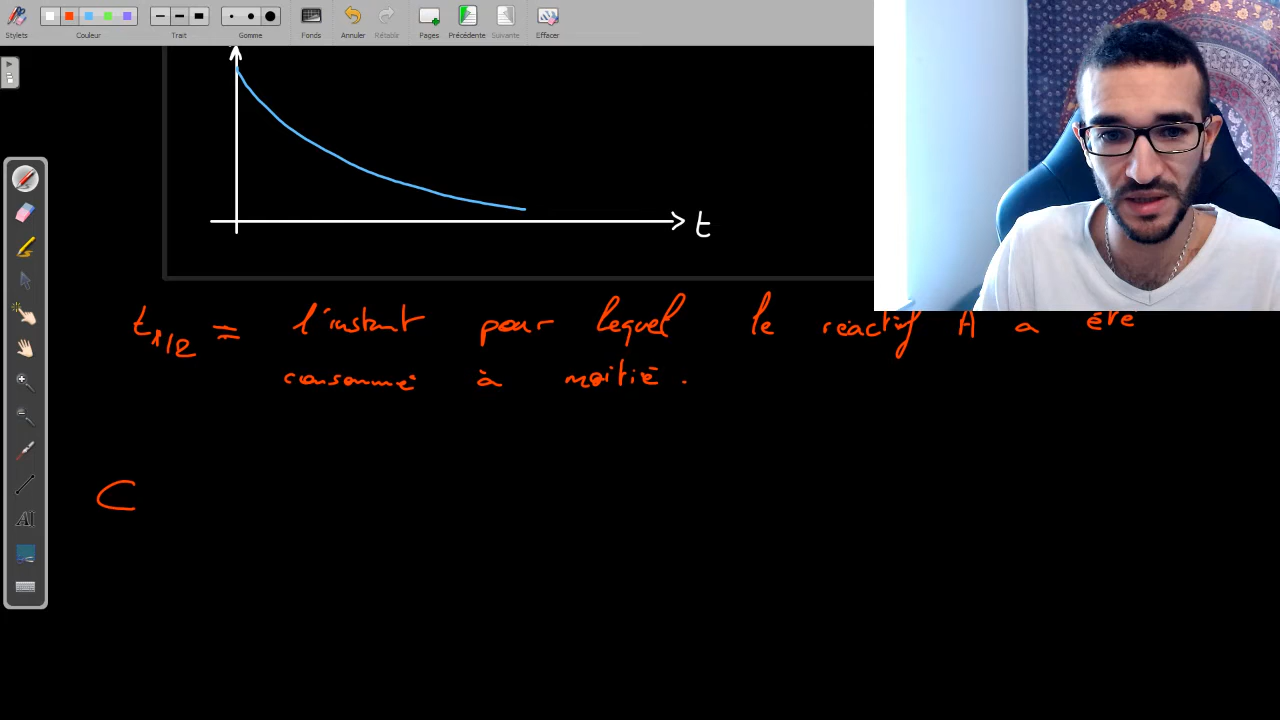 Stylets Couleur Trait Gomme Fonds Annuler Rétablir Pages Précédente Suivante Effacer
t
t1/2 = l'instant pour lequel le réactif A a été
consommé à moitié.
C